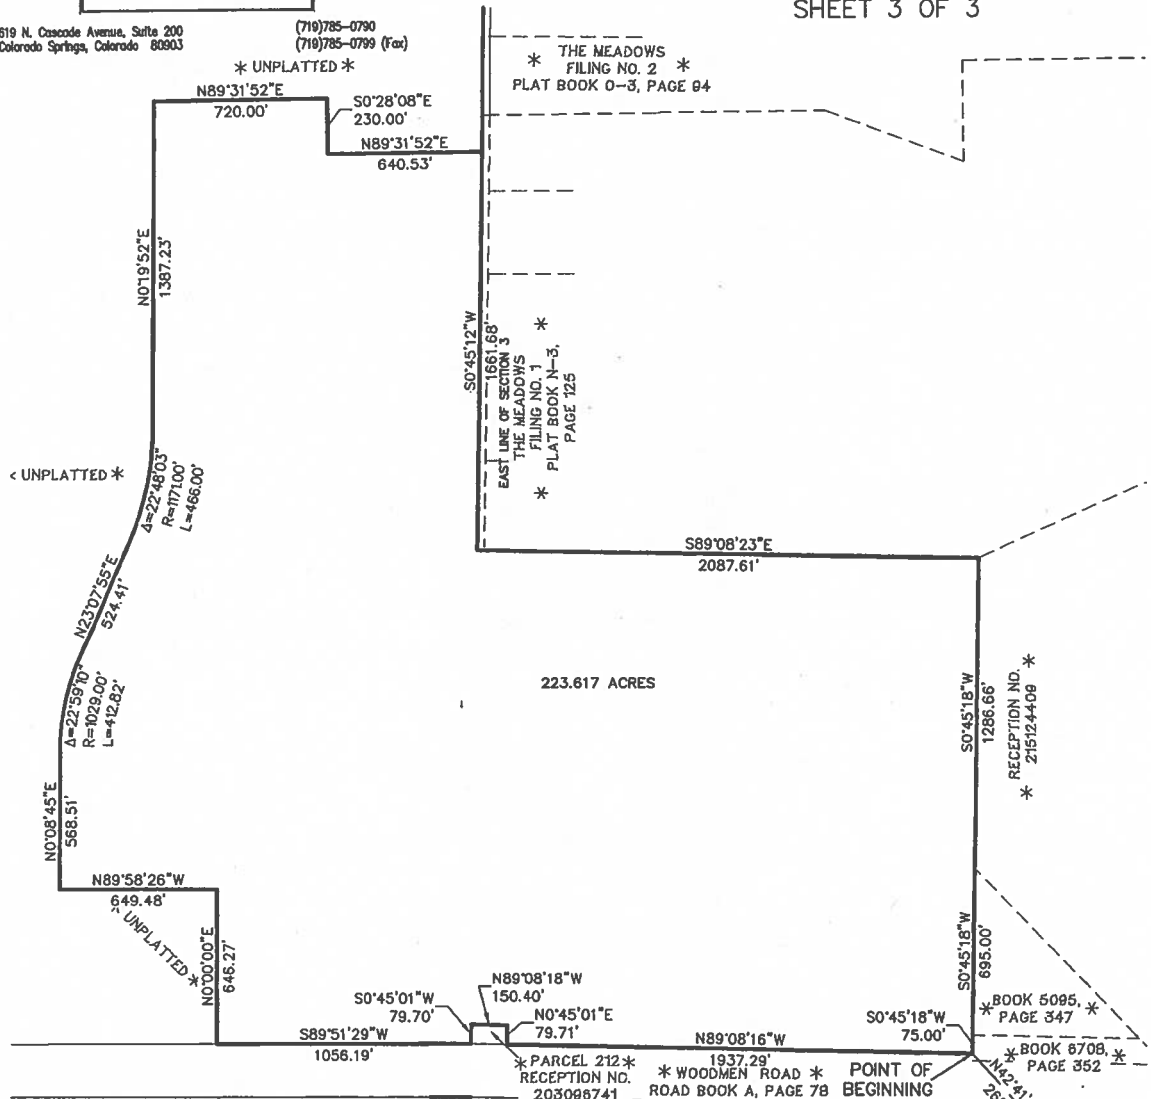 SHEET 3 OF 3
619 N. Cascade Avenue, Suite 200
Colorado Springs, Colorado 80903
(719)785-0790
(719)785-0799 (Fax)
* UNPLATTED *
N89°31'52"E
720.00'
S0°28'08"E
230.00'
N89°31'52"E
640.53'
* THE MEADOWS
FILING NO. 2 *
PLAT BOOK O-3, PAGE 94
N0°19'52"E
1387.23'
S0°45'12"W
1661.68'
EAST LINE OF SECTION 3
* THE MEADOWS
FILING NO. 1 *
PLAT BOOK N-3,
PAGE 125
< UNPLATTED *
Δ=22°48'03"
R=1171.00'
L=466.00'
N23°07'55"E
524.41'
Δ=22°59'10"
R=1029.00'
L=412.82'
S89°08'23"E
2087.61'
223.617 ACRES
S0°45'18"W
1286.66'
* RECEPTION NO. *
215124409
N0°08'45"E
568.51'
N89°58'26"W
649.48'
UNPLATTED *
N0°00'00"E
646.27'
S0°45'18"W
695.00'
S0°45'01"W
79.70'
N89°08'18"W
150.40'
N0°45'01"E
79.71'
S0°45'18"W
75.00'
* BOOK 5095, *
PAGE 347
* BOOK 6708, *
PAGE 352
S89°51'29"W
1056.19'
N89°08'16"W
1937.29'
* PARCEL 212 *
RECEPTION NO.
203098741
* WOODMEN ROAD *
ROAD BOOK A, PAGE 78
POINT OF
BEGINNING
N42°41'